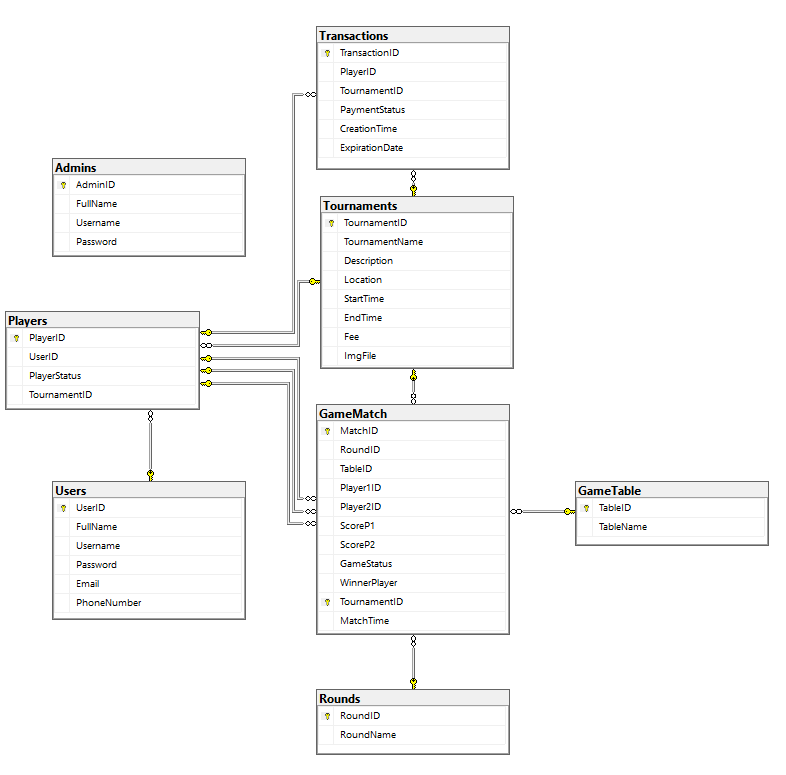 Transactions
TransactionID
PlayerID
TournamentID
PaymentStatus
CreationTime
ExpirationDate
Admins
AdminID
FullName
Username
Password
Tournaments
TournamentID
TournamentName
Description
Location
StartTime
EndTime
Fee
ImgFile
Players
PlayerID
UserID
PlayerStatus
TournamentID
GameMatch
MatchID
RoundID
TableID
Player1ID
Player2ID
ScoreP1
ScoreP2
GameStatus
WinnerPlayer
TournamentID
MatchTime
Users
UserID
FullName
Username
Password
Email
PhoneNumber
GameTable
TableID
TableName
Rounds
RoundID
RoundName